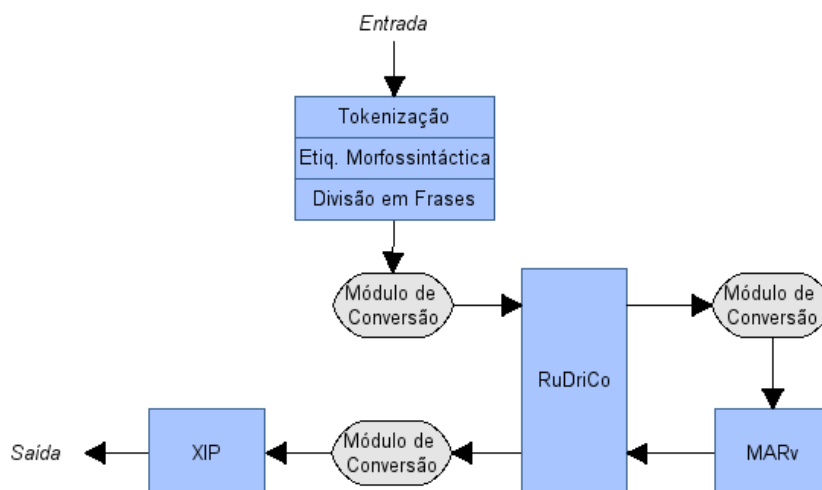 Entrada
Tokenização
Etiq. Morfossintáctica
Divisão em Frases
Módulo de
Conversão
RuDriCo
Módulo de
Conversão
MARv
Módulo de
Conversão
XIP
Saída